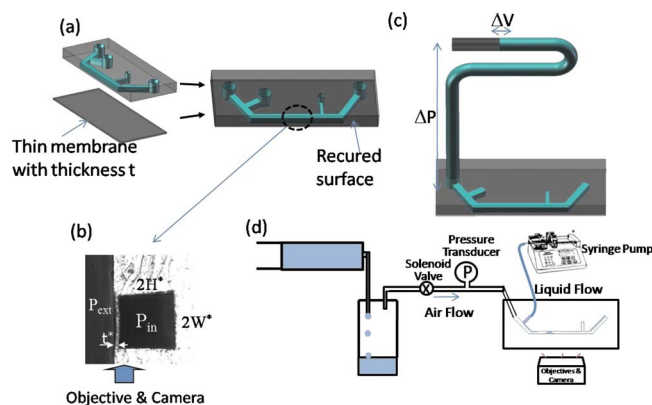 (a)
Thin membrane
with thickness t
Recured
surface
(b)
2H*
P_ext
P_in
2W*
t*
Objective & Camera
(c)
ΔV
ΔP
(d)
Pressure
Transducer
Solenoid
Valve
P
Syringe Pump
Air Flow
Liquid Flow
Objectives &
Camera